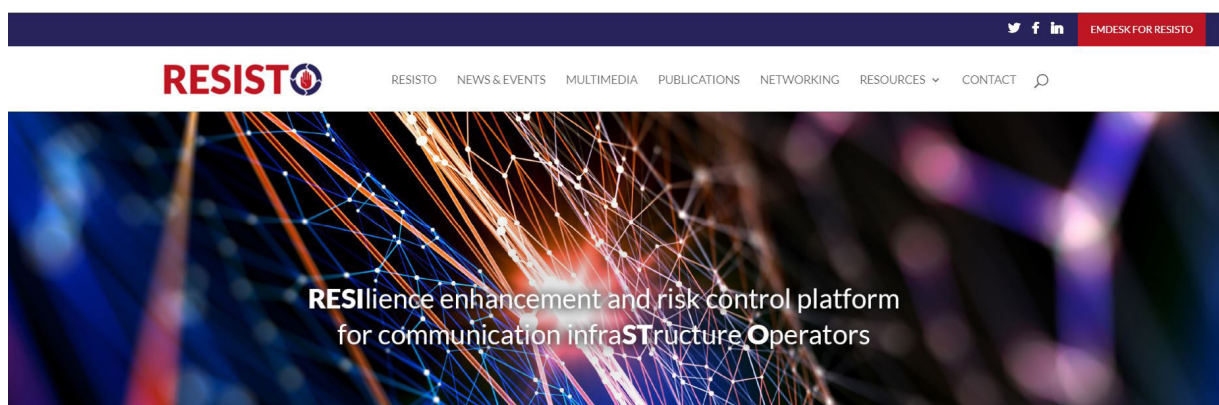 EMDESK FOR RESISTO
RESISTO
RESISTO NEWS & EVENTS MULTIMEDIA PUBLICATIONS NETWORKING RESOURCES CONTACT
RESIlience enhancement and risk control platform
for communication infraSTructure Operators